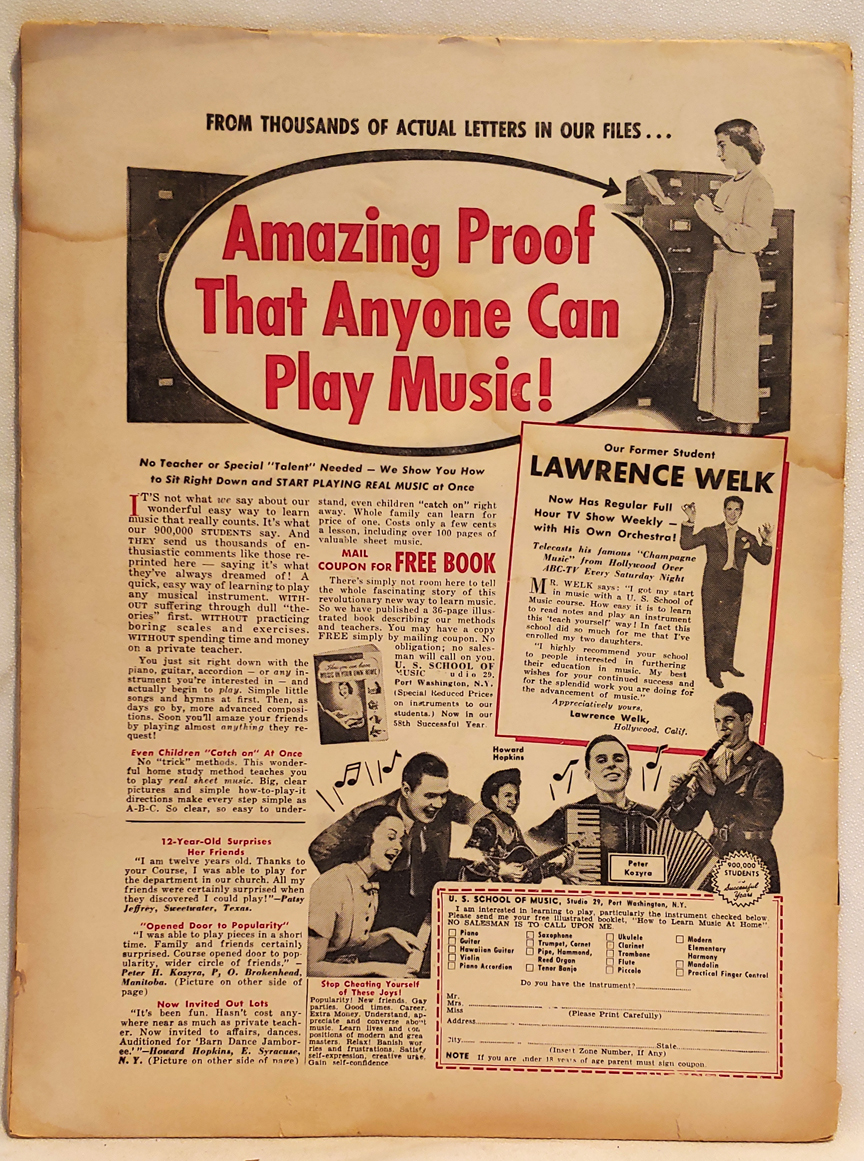 FROM THOUSANDS OF ACTUAL LETTERS IN OUR FILES...
Amazing Proof
That Anyone Can
Play Music!
No Teacher or Special "Talent" Needed — We Show You How
to Sit Right Down and START PLAYING REAL MUSIC at Once
IT'S not what we say about our
wonderful easy way to learn
music that really counts. It's what
our 900,000 STUDENTS say. And
THEY send us thousands of en-
thusiastic comments like those re-
printed here — saying it's what
they've always dreamed of! A
quick, easy way of learning to play
any musical instrument. WITH-
OUT suffering through dull "the-
ories" first. WITHOUT practicing
boring scales and exercises.
WITHOUT spending time and money
on a private teacher.
You just sit right down with the
piano, guitar, accordion — or any in-
strument you're interested in — and
actually begin to play. Simple little
songs and hymns at first. Then, as
days go by, more advanced composi-
tions. Soon you'll amaze your friends
by playing almost anything they re-
quest!
Even Children "Catch on" At Once
No "trick" methods. This wonder-
ful home study method teaches you
to play real sheet music. Big, clear
pictures and simple how-to-play-it
directions make every step simple as
A-B-C. So clear, so easy to under-
stand, even children "catch on" right
away. Whole family can learn for
price of one. Costs only a few cents
a lesson, including over 100 pages of
valuable sheet music.
MAIL
COUPON FOR FREE BOOK
There's simply not room here to tell
the whole fascinating story of this
revolutionary new way to learn music.
So we have published a 36-page illus-
trated book describing our methods
and teachers. You may have a copy
FREE simply by mailing coupon. No
obligation; no sales-
man will call on you.
U. S. SCHOOL OF
MUSIC udio 29,
Port Washington, N.Y.
(Special Reduced Prices
on instruments to our
students.) Now in our
58th Successful Year.
MUSIC IN YOUR OWN HOME
Our Former Student
LAWRENCE WELK
Now Has Regular Full
Hour TV Show Weekly —
with His Own Orchestra!
Telecasts his famous "Champagne
Music" from Hollywood Over
ABC-TV Every Saturday Night
MR. WELK says: "I got my start
in music with a U. S. School of
Music course. How easy it is to learn
to read notes and play an instrument
this 'teach yourself' way! In fact this
school did so much for me that I've
enrolled my two daughters.
"I highly recommend your school
to people interested in furthering
their education in music. My best
wishes for your continued success and
for the splendid work you are doing for
the advancement of music."
Appreciatively yours,
Lawrence Welk,
Hollywood, Calif.
12-Year-Old Surprises
Her Friends
"I am twelve years old. Thanks to
your Course, I was able to play for
the department in our church. All my
friends were certainly surprised when
they discovered I could play!"—Patsy
Jeffrey, Sweetwater, Texas.
"Opened Door to Popularity"
"I was able to play pieces in a short
time. Family and friends certainly
surprised. Course opened door to pop-
ularity, wider circle of friends." —
Peter H. Kozyra, P, O. Brokenhead,
Manitoba. (Picture on other side of
page)
Now Invited Out Lots
"It's been fun. Hasn't cost any-
where near as much as private teach-
er. Now invited to affairs, dances.
Auditioned for 'Barn Dance Jambor-
ee.'"—Howard Hopkins, E. Syracuse,
N. Y. (Picture on other side of page)
Howard
Hopkins
Peter
Kozyra
900,000
STUDENTS
Successful
Years
Stop Cheating Yourself
of These Joys!
Popularity! New friends. Gay
parties. Good times. Career.
Extra Money. Understand, ap-
preciate and converse about
music. Learn lives and com-
positions of modern and great
masters. Relax! Banish wor-
ries and frustrations. Satisfy
self-expression, creative urge.
Gain self-confidence.
U. S. SCHOOL OF MUSIC, Studio 29, Port Washington, N.Y.
I am interested in learning to play, particularly the instrument checked below.
Please send me your free illustrated booklet, "How to Learn Music At Home".
NO SALESMAN IS TO CALL UPON ME.
Piano
Guitar
Hawaiian Guitar
Violin
Piano Accordion
Saxophone
Trumpet, Cornet
Pipe, Hammond,
Reed Organ
Tenor Banjo
Ukulele
Clarinet
Trombone
Flute
Piccolo
Modern
Elementary
Harmony
Mandolin
Practical Finger Control
Do you have the instrument?
Mr.
Mrs.
Miss
(Please Print Carefully)
Address
City State
(Insert Zone Number, If Any)
NOTE If you are under 18 years of age parent must sign coupon.